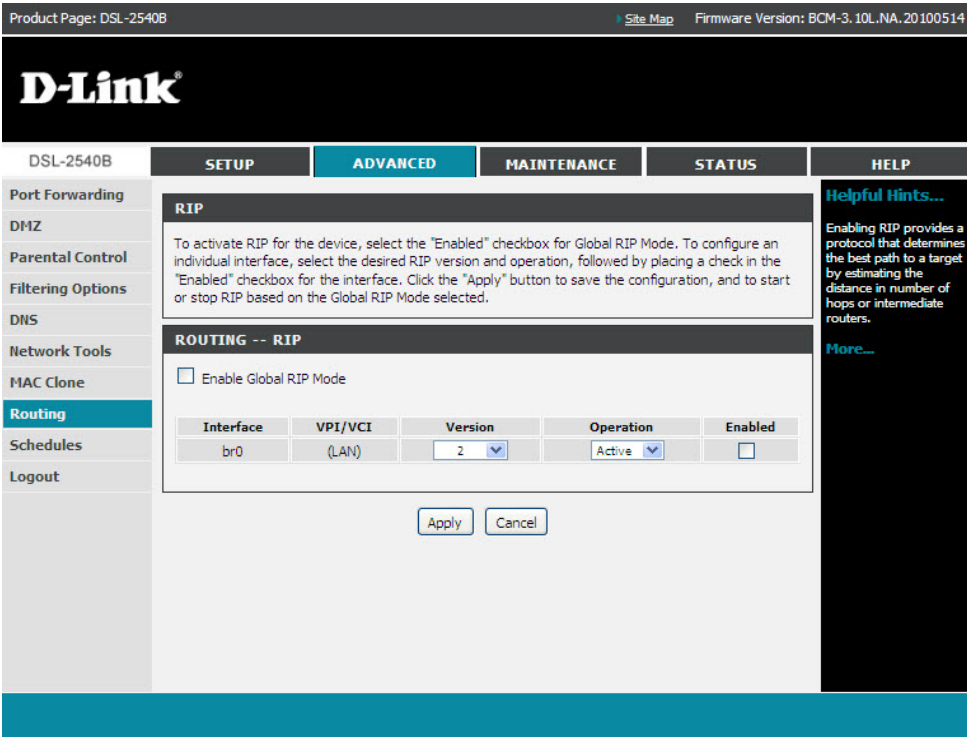 Product Page: DSL-2540B
Site Map
Firmware Version: BCM-3.10L.NA.20100514
D-Link®
DSL-2540B
SETUP
ADVANCED
MAINTENANCE
STATUS
HELP
Port Forwarding
DMZ
Parental Control
Filtering Options
DNS
Network Tools
MAC Clone
Routing
Schedules
Logout
RIP
To activate RIP for the device, select the "Enabled" checkbox for Global RIP Mode. To configure an
individual interface, select the desired RIP version and operation, followed by placing a check in the
"Enabled" checkbox for the interface. Click the "Apply" button to save the configuration, and to start
or stop RIP based on the Global RIP Mode selected.
ROUTING -- RIP
Enable Global RIP Mode
Interface VPI/VCI Version Operation Enabled
br0 (LAN) 2 Active
Apply Cancel
Helpful Hints...
Enabling RIP provides a
protocol that determines
the best path to a target
by estimating the
distance in number of
hops or intermediate
routers.
More...